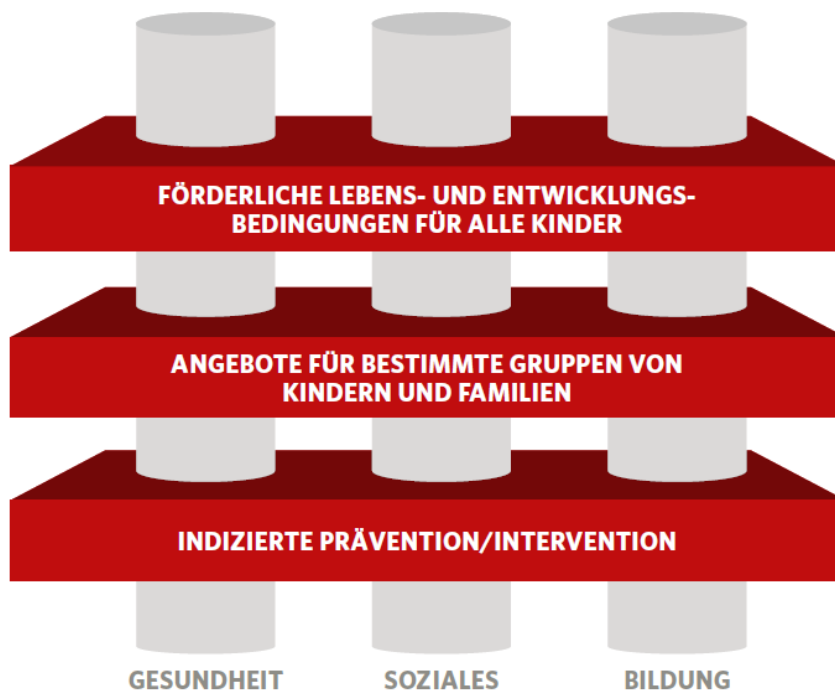 FÖRDERLICHE LEBENS- UND ENTWICKLUNGS-
BEDINGUNGEN FÜR ALLE KINDER
ANGEBOTE FÜR BESTIMMTE GRUPPEN VON
KINDERN UND FAMILIEN
INDIZIERTE PRÄVENTION/INTERVENTION
GESUNDHEIT SOZIALES BILDUNG